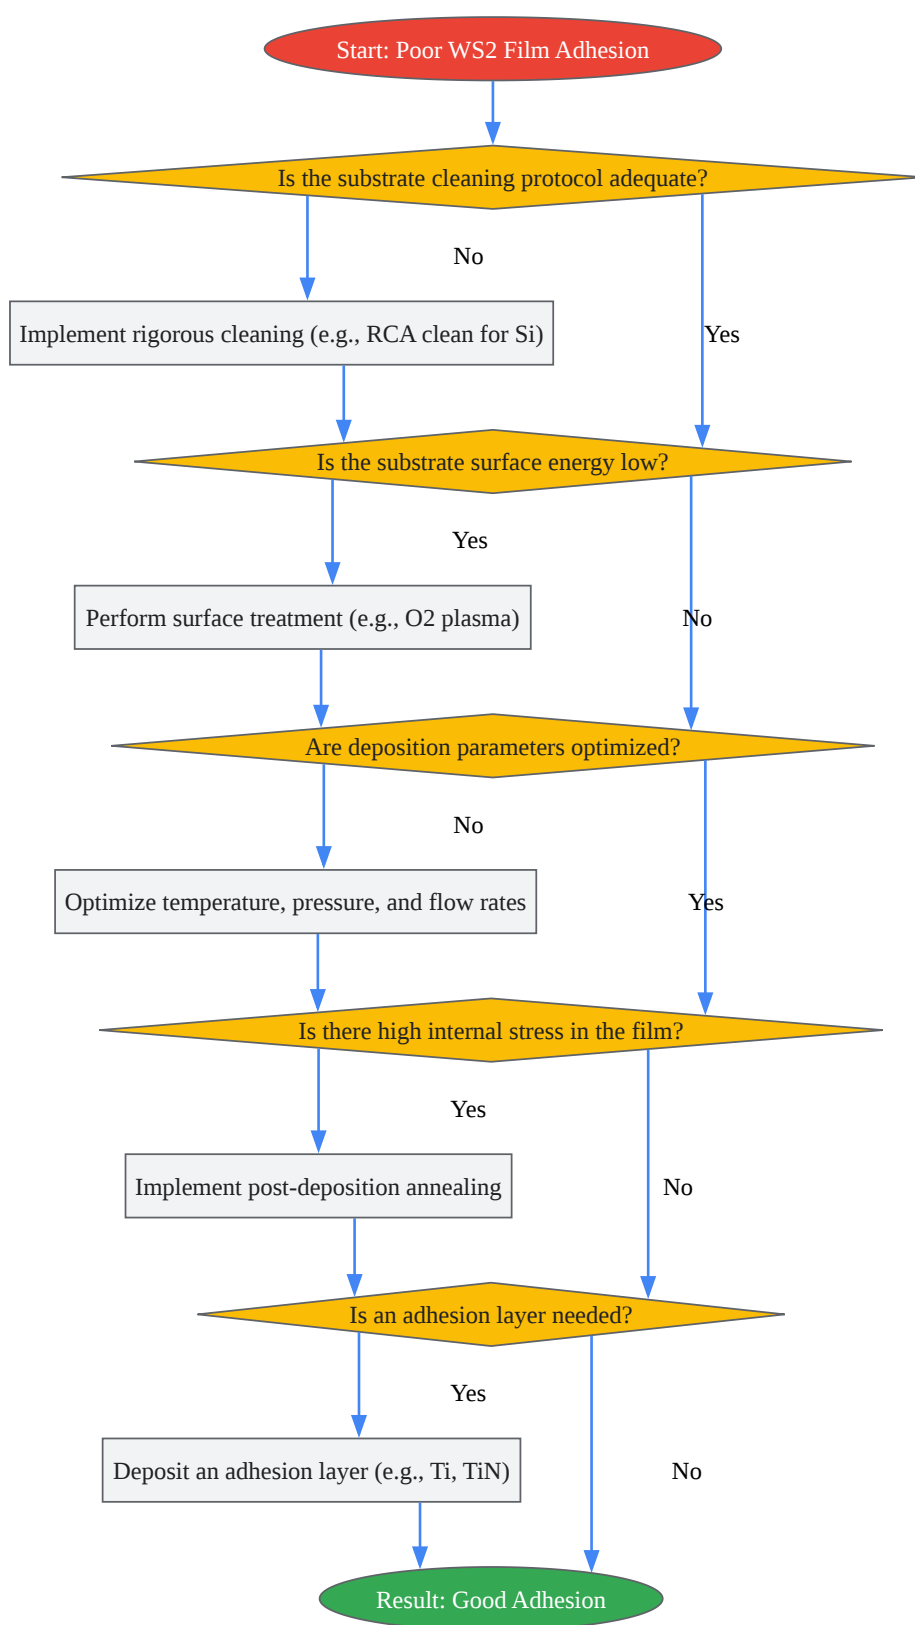 Start: Poor WS2 Film Adhesion
Is the substrate cleaning protocol adequate?
No
Implement rigorous cleaning (e.g., RCA clean for Si)
Yes
Is the substrate surface energy low?
Yes
Perform surface treatment (e.g., O2 plasma)
No
Are deposition parameters optimized?
No
Optimize temperature, pressure, and flow rates
Yes
Is there high internal stress in the film?
Yes
Implement post-deposition annealing
No
Is an adhesion layer needed?
Yes
Deposit an adhesion layer (e.g., Ti, TiN)
No
Result: Good Adhesion